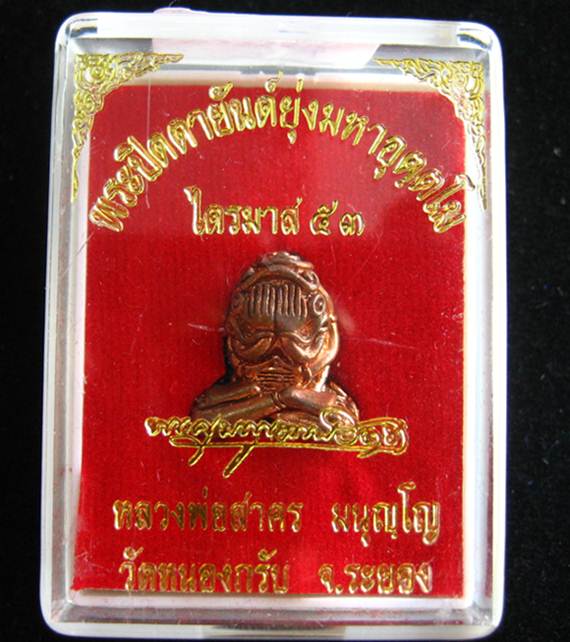 พระปิดตายันต์ยุ่งมหาอุตฺตโม
ไตรมาส ๕๓
หลวงพ่อสาคร มนุญฺโญ
วัดหนองกรับ จ.ระยอง